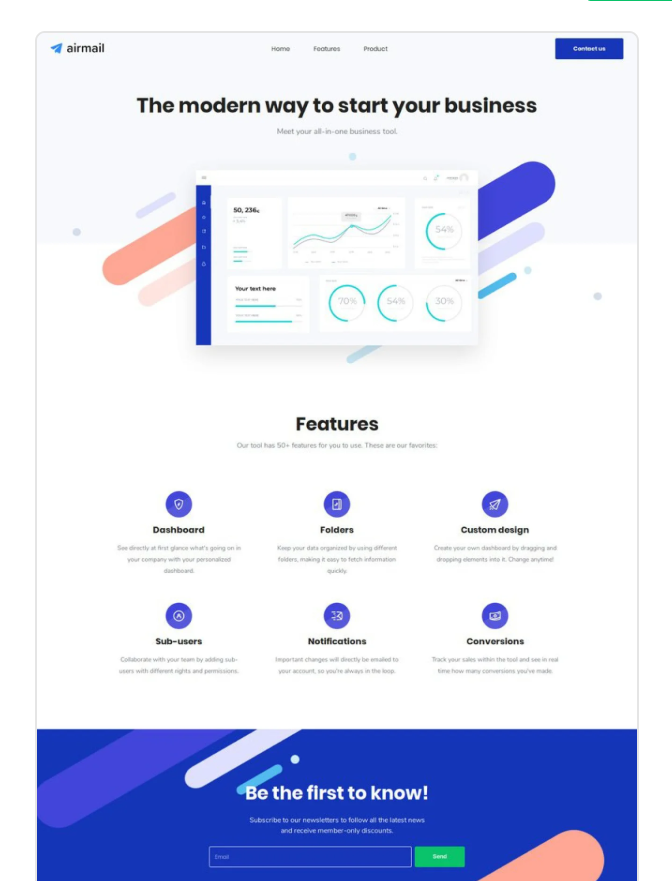 airmail
Home Features Product
Contact us
The modern way to start your business
Meet your all-in-one business tool.
50, 236
54%
Your text here
70% 54% 30%
Features
Our tool has 50+ features for you to use. These are our favorites:
Dashboard Folders Custom design
See directly at first glance what's going on in
your company with your personalized
dashboard.
Keep your data organized by using different
folders, making it easy to fetch information
quickly.
Create your own dashboard by dragging and
dropping elements into it. Change anytime!
Sub-users Notifications Conversions
Collaborate with your team by adding sub-
users with different rights and permissions.
Important changes will directly be emailed to
your account, so you're always in the loop.
Track your sales within the tool and see in real
time how many conversions you've made.
Be the first to know!
Subscribe to our newsletters to follow all the latest news
and receive member-only discounts.
Email
Send